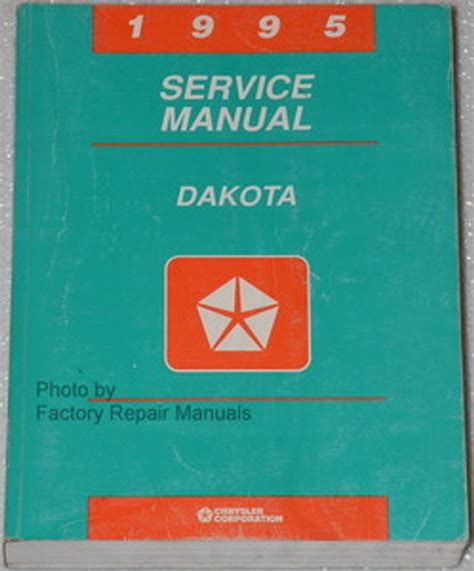 1 9 9 5
SERVICE
MANUAL
DAKOTA
Photo by
Factory Repair Manuals
CHRYSLER
CORPORATION